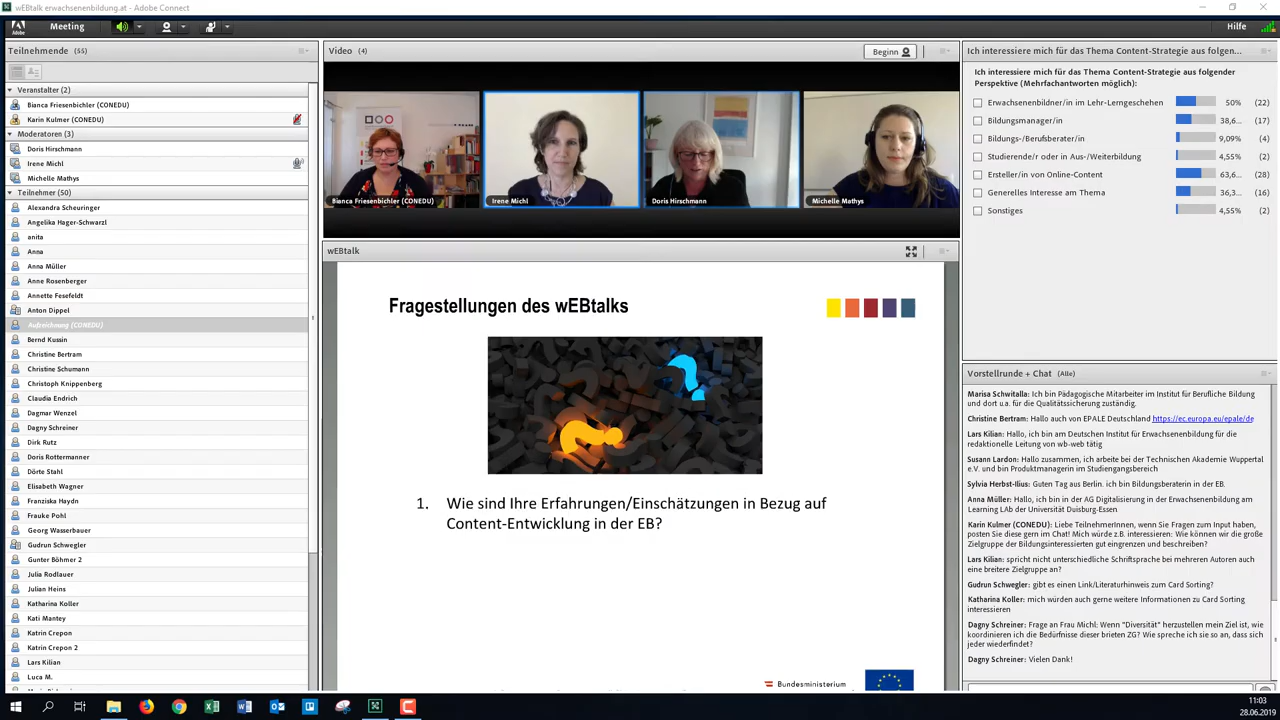 wEBtalk erwachsenenbildung.at - Adobe Connect
Adobe
Meeting
Hilfe
Teilnehmende (55)
Veranstalter (2)
Bianca Friesenbichler (CONEDU)
Karin Kulmer (CONEDU)
Moderatoren (3)
Doris Hirschmann
Irene Michl
Michelle Mathys
Teilnehmer (50)
Alexandra Scheuringer
Angelika Hager-Schwarzl
anita
Anna
Anna Müller
Anne Rosenberger
Annette Fesefeldt
Anton Dippel
Aufzeichnung (CONEDU)
Bernd Kussin
Christine Bertram
Christine Schumann
Christoph Knippenberg
Claudia Endrich
Dagmar Wenzel
Dagny Schreiner
Dirk Rutz
Doris Rottermanner
Dörte Stahl
Elisabeth Wagner
Franziska Haydn
Frauke Pohl
Georg Wasserbauer
Gudrun Schwegler
Gunter Böhmer 2
Julia Rodlauer
Julian Heins
Katharina Koller
Kati Mantey
Katrin Crepon
Katrin Crepon 2
Lars Kilian
Luca M.
Video (4)
Beginn
Bianca Friesenbichler (CONEDU)
Irene Michl
Doris Hirschmann
Michelle Mathys
wEBtalk
Fragestellungen des wEBtalks
1. Wie sind Ihre Erfahrungen/Einschätzungen in Bezug auf
Content-Entwicklung in der EB?
Bundesministerium
Ich interessiere mich für das Thema Content-Strategie aus folgen...
Ich interessiere mich für das Thema Content-Strategie aus folgender
Perspektive (Mehrfachantworten möglich):
Erwachsenenbildner/in im Lehr-Lerngeschehen 50% (22)
Bildungsmanager/in 38,6... (17)
Bildungs-/Berufsberater/in 9,09% (4)
Studierende/r oder in Aus-/Weiterbildung 4,55% (2)
Ersteller/in von Online-Content 63,6... (28)
Generelles Interesse am Thema 36,3... (16)
Sonstiges 4,55% (2)
Vorstellrunde + Chat (Alle)
Marisa Schwitalla: Ich bin Pädagogische Mitarbeiter im Institut für Berufliche Bildung
und dort u.a. für die Qualitätssicherung zuständig.
Christine Bertram: Hallo auch von EPALE Deutschland https://ec.europa.eu/epale/de
Lars Kilian: Hallo, ich bin am Deutschen Institut für Erwachsenenbildung für die
redaktionelle Leitung von wb-web tätig
Susann Lardon: Hallo zusammen, ich arbeite bei der Technischen Akademie Wuppertal
e.V. und bin Produktmanagerin im Studiengangsbereich
Sylvia Herbst-Ilius: Guten Tag aus Berlin. ich bin Bildungsberaterin in der EB.
Anna Müller: Hallo, ich bin in der AG Digitalisierung in der Erwachsenenbildung am
Learning LAb der Universität Duisburg-Essen
Karin Kulmer (CONEDU): Liebe TeilnehmerInnen, wenn Sie Fragen zum Input haben,
posten Sie diese gern im Chat! Mich würde z.B. interessieren: Wie können wir die große
Zielgruppe der Bildungsinteressierten gut eingrenzen und beschreiben?
Lars Kilian: spricht nicht unterschiedliche Schriftsprache bei mehreren Autoren auch
eine breitere Zielgruppe an?
Gudrun Schwegler: gibt es einen Link/Literaturhinweis zum Card Sorting?
Katharina Koller: mich würden auch gerne weitere Informationen zu Card Sorting
interessieren
Dagny Schreiner: Frage an Frau Michl: Wenn "Diversität" herzustellen mein Ziel ist, wie
koordinieren ich die Bedürfnisse dieser brieten ZG? Wie spreche ich sie so an, dass sich
jeder wiederfindet?
Dagny Schreiner: Vielen Dank!
11:03
28.06.2019